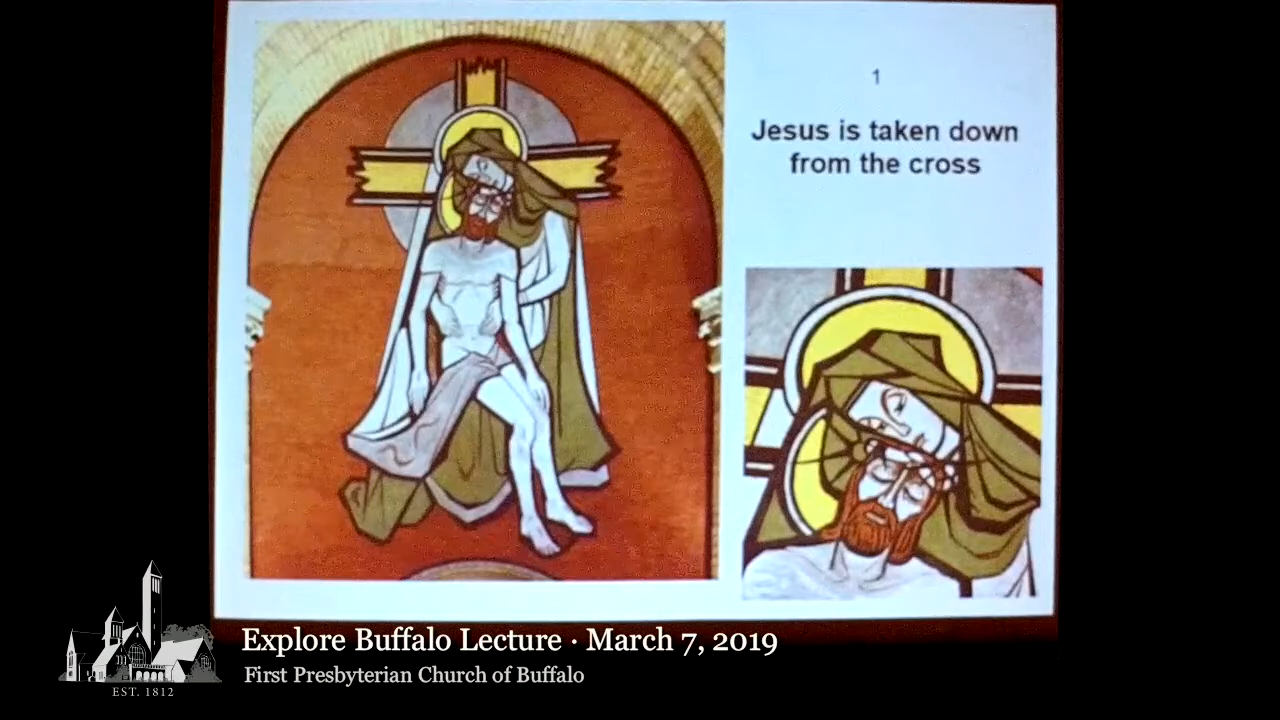 1
Jesus is taken down
from the cross
Explore Buffalo Lecture · March 7, 2019
First Presbyterian Church of Buffalo
EST. 1812